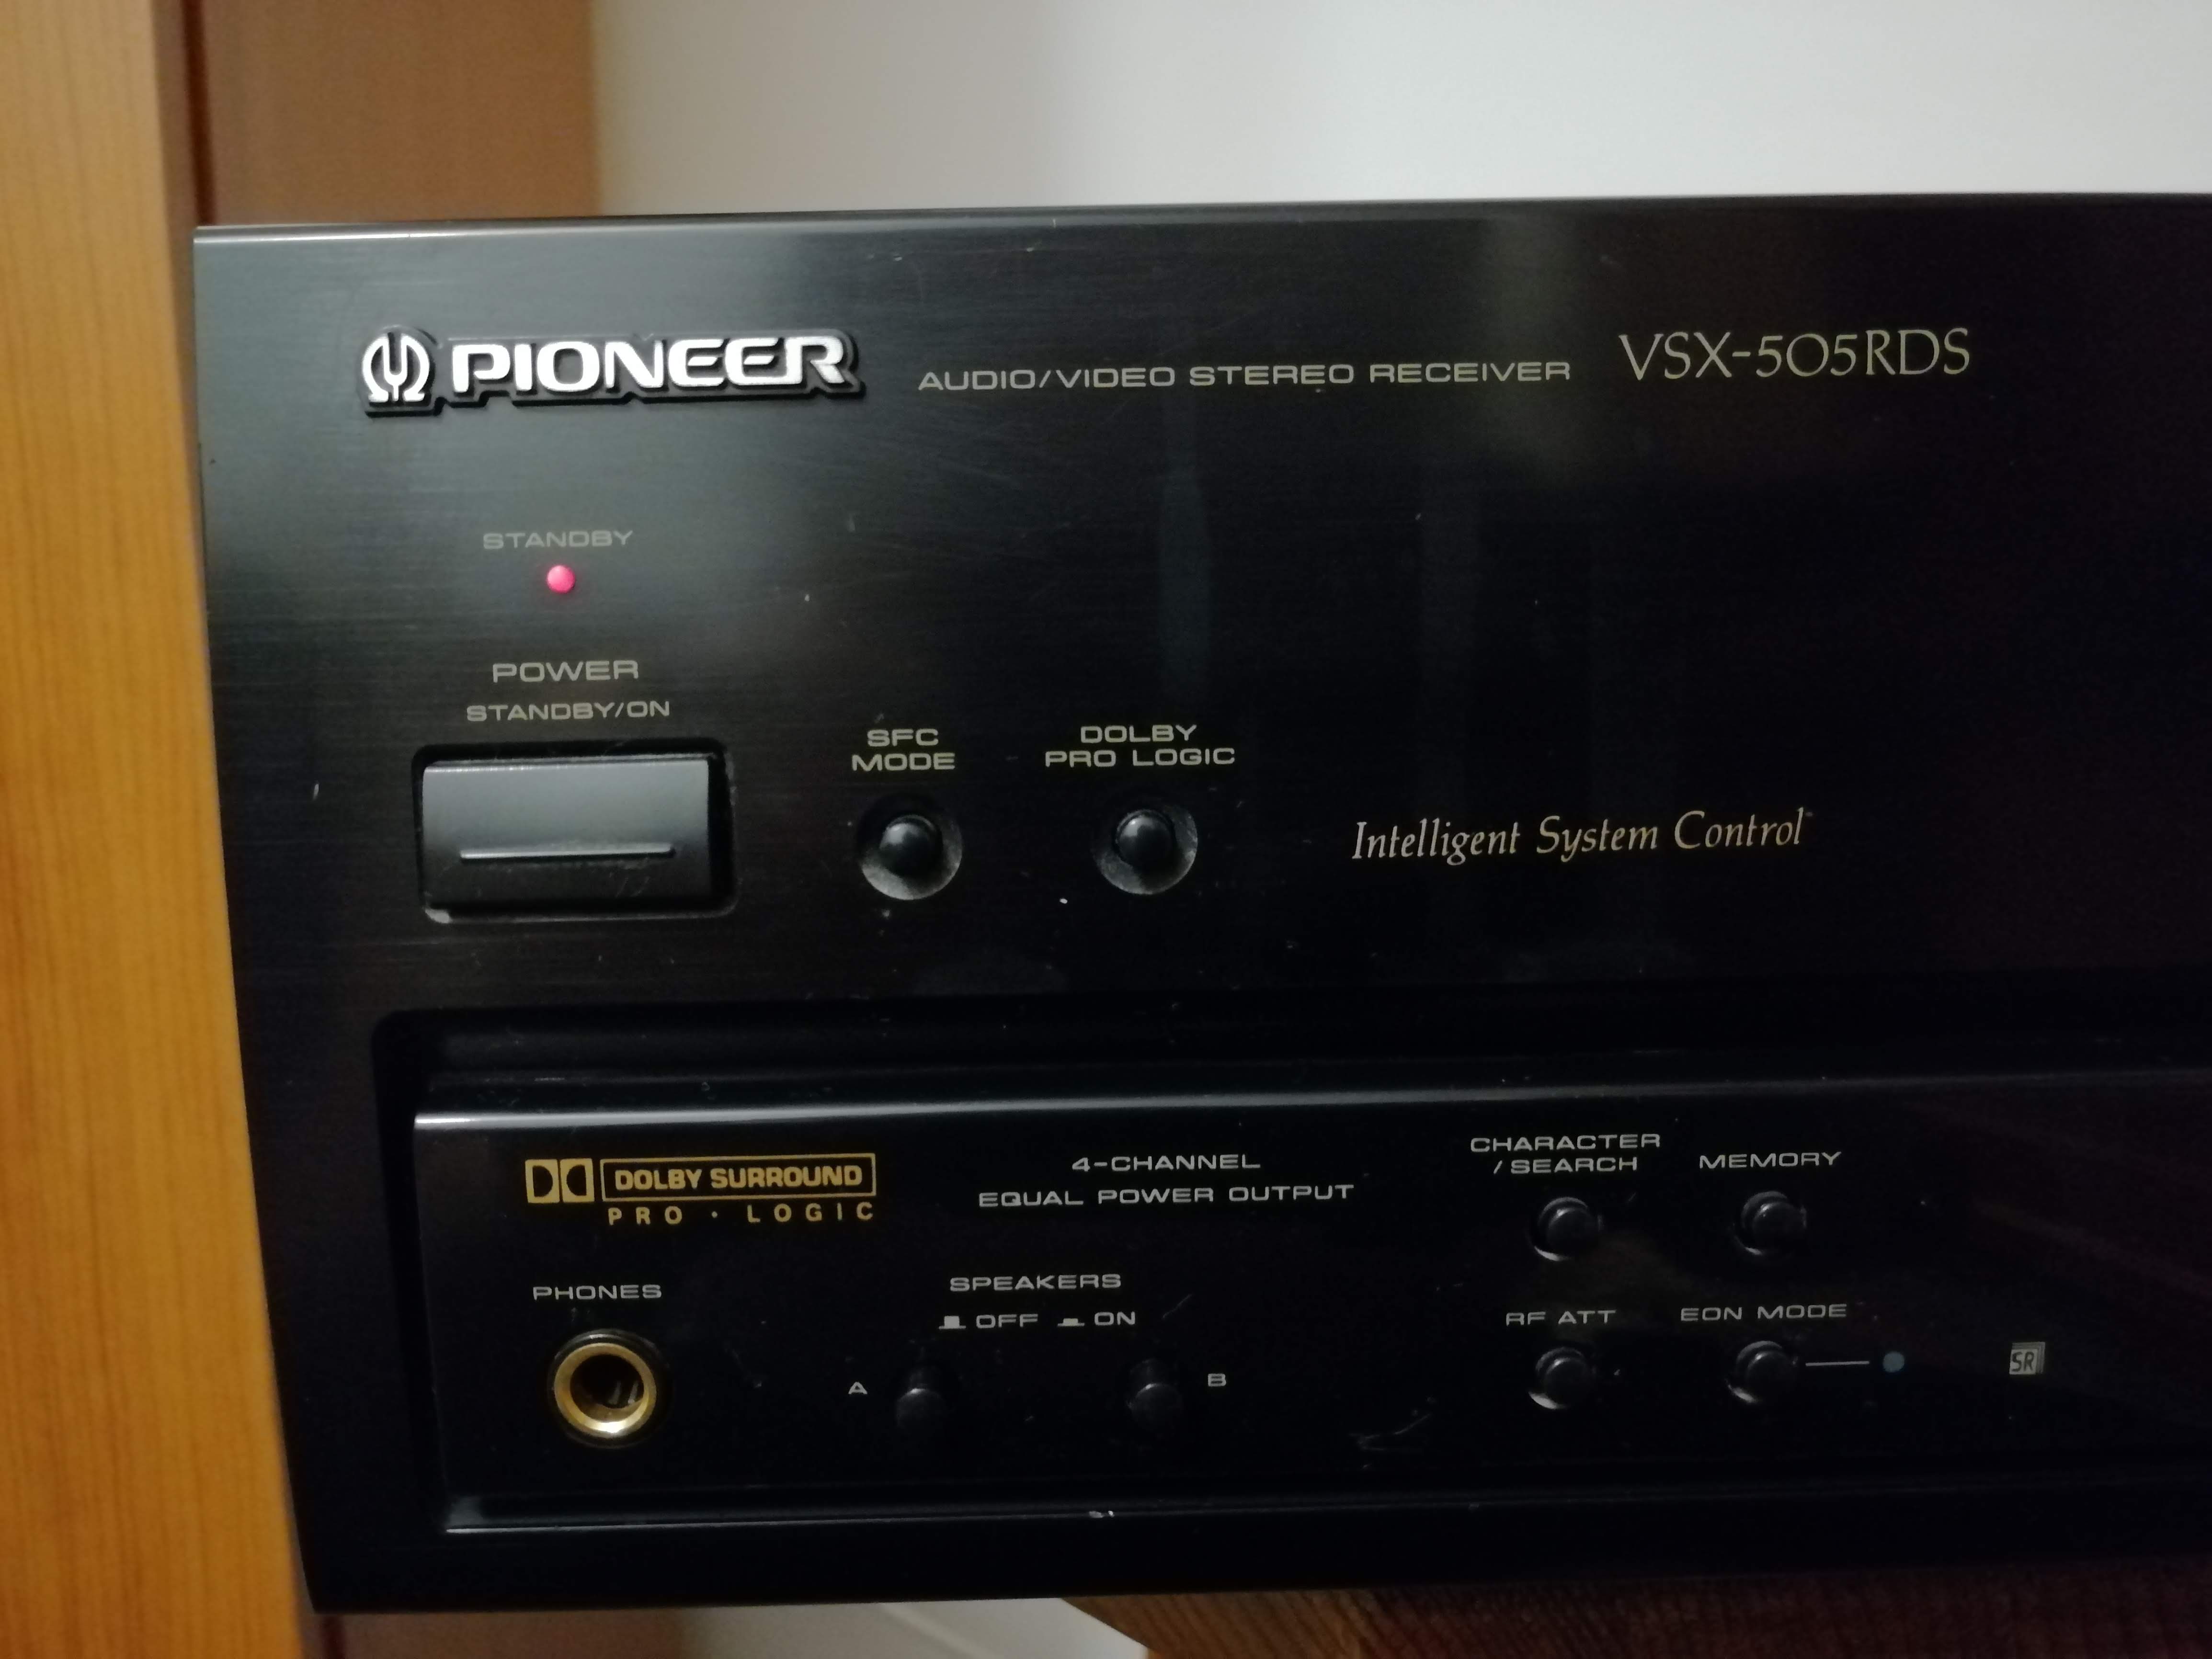 PIONEER
AUDIO/VIDEO STEREO RECEIVER VSX-505RDS
STANDBY
POWER
STANDBY/ON
SFC
MODE
DOLBY
PRO LOGIC
Intelligent System Control
DOLBY SURROUND
PRO · LOGIC
4-CHANNEL
EQUAL POWER OUTPUT
CHARACTER
/SEARCH
MEMORY
PHONES
SPEAKERS
OFF ON
A
B
RF ATT
EON MODE
SR